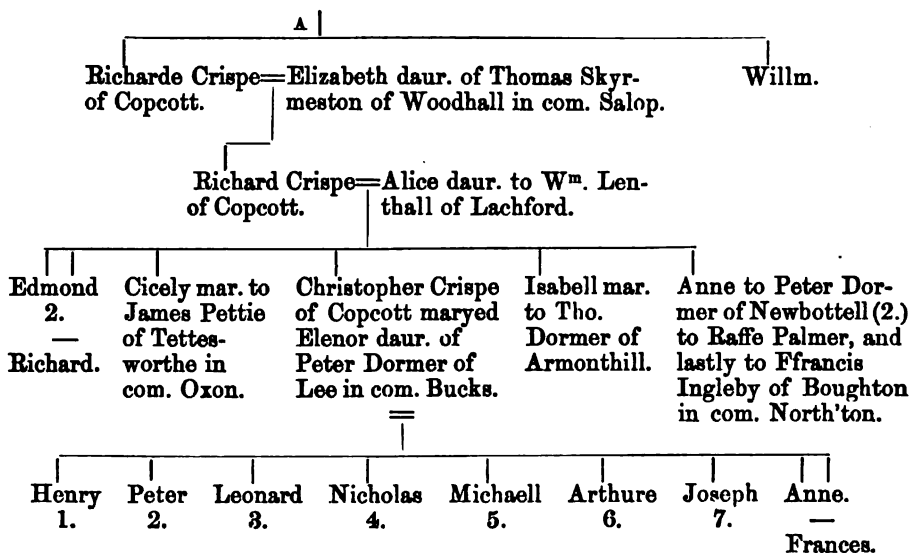 A
Richarde Crispe=Elizabeth daur. of Thomas Skyr-
of Copcott. meston of Woodhall in com. Salop.
Willm.
Richard Crispe=Alice daur. to Wᵐ. Len-
of Copcott. thall of Lachford.
Edmond
2.
—
Richard.
Cicely mar. to
James Pettie
of Tettes-
worthe in
com. Oxon.
Christopher Crispe
of Copcott maryed
Elenor daur. of
Peter Dormer of
Lee in com. Bucks.
=
Isabell mar.
to Tho.
Dormer of
Armonthill.
Anne to Peter Dor-
mer of Newbottell (2.)
to Raffe Palmer, and
lastly to Ffrancis
Ingleby of Boughton
in com. North'ton.
Henry
1.
Peter
2.
Leonard
3.
Nicholas
4.
Michaell
5.
Arthure
6.
Joseph
7.
Anne.
—
Frances.